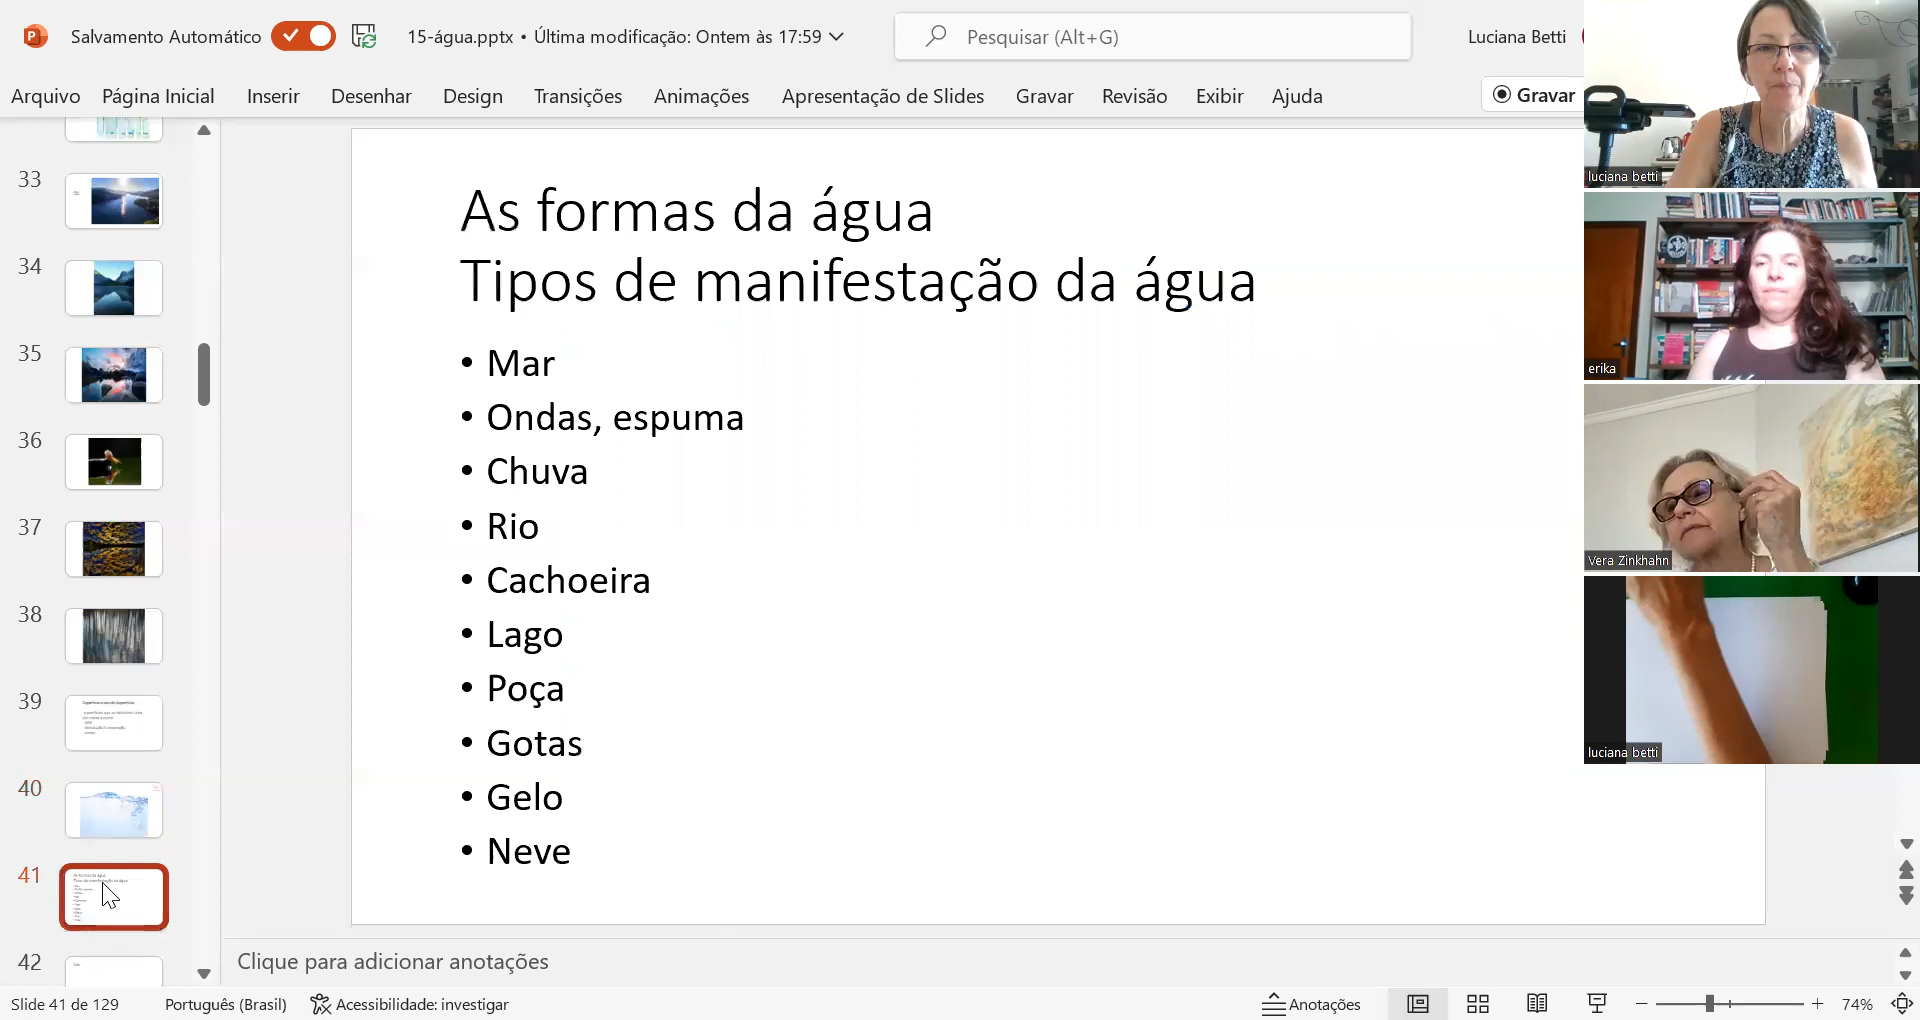 Salvamento Automático
15-água.pptx • Última modificação: Ontem às 17:59
Pesquisar (Alt+G)
Luciana Betti
Arquivo Página Inicial Inserir Desenhar Design Transições Animações Apresentação de Slides Gravar Revisão Exibir Ajuda
Gravar
33
34
35
36
37
38
39
40
41
42
As formas da água
Tipos de manifestação da água
• Mar
• Ondas, espuma
• Chuva
• Rio
• Cachoeira
• Lago
• Poça
• Gotas
• Gelo
• Neve
luciana betti
erika
Vera Zinkhahn
luciana betti
Clique para adicionar anotações
Slide 41 de 129
Português (Brasil)
Acessibilidade: investigar
Anotações
74%